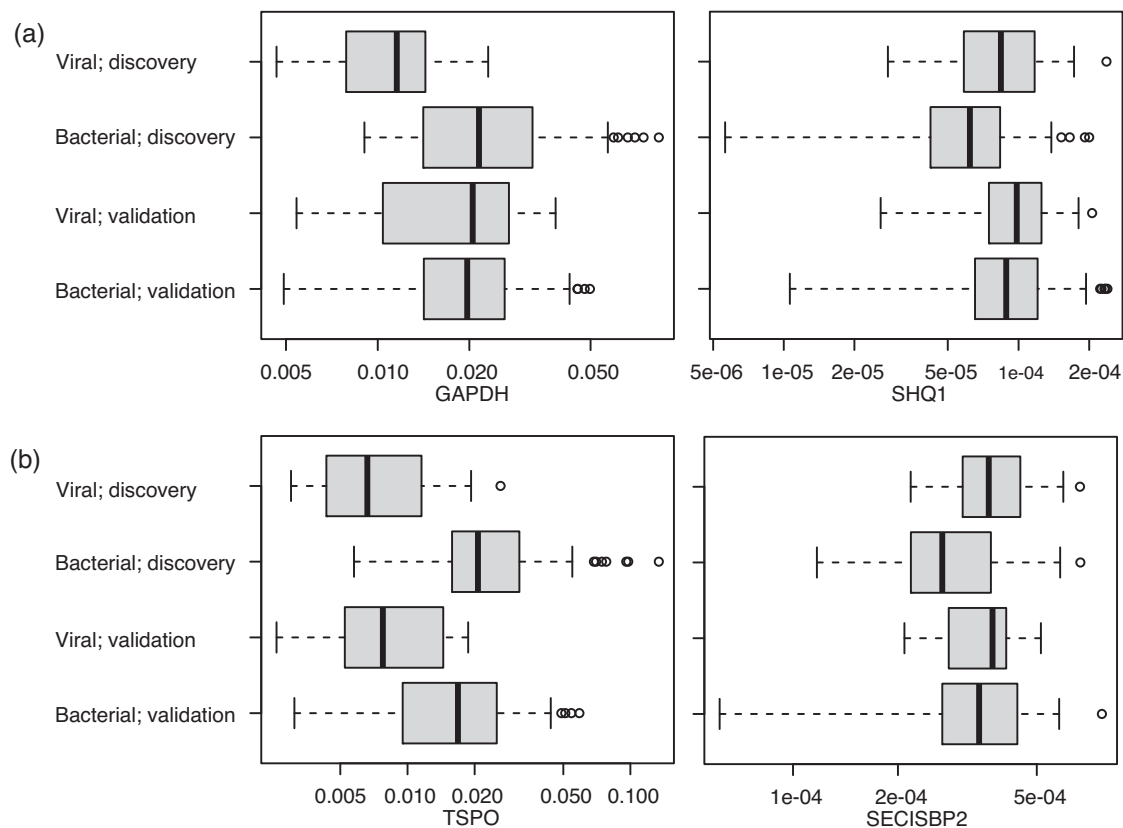 (a)
Viral; discovery
Bacterial; discovery
Viral; validation
Bacterial; validation
0.005 0.010 0.020 0.050
GAPDH
5e-06 1e-05 2e-05 5e-05 1e-04 2e-04
SHQ1
(b)
Viral; discovery
Bacterial; discovery
Viral; validation
Bacterial; validation
0.005 0.010 0.020 0.050 0.100
TSPO
1e-04 2e-04 5e-04
SECISBP2